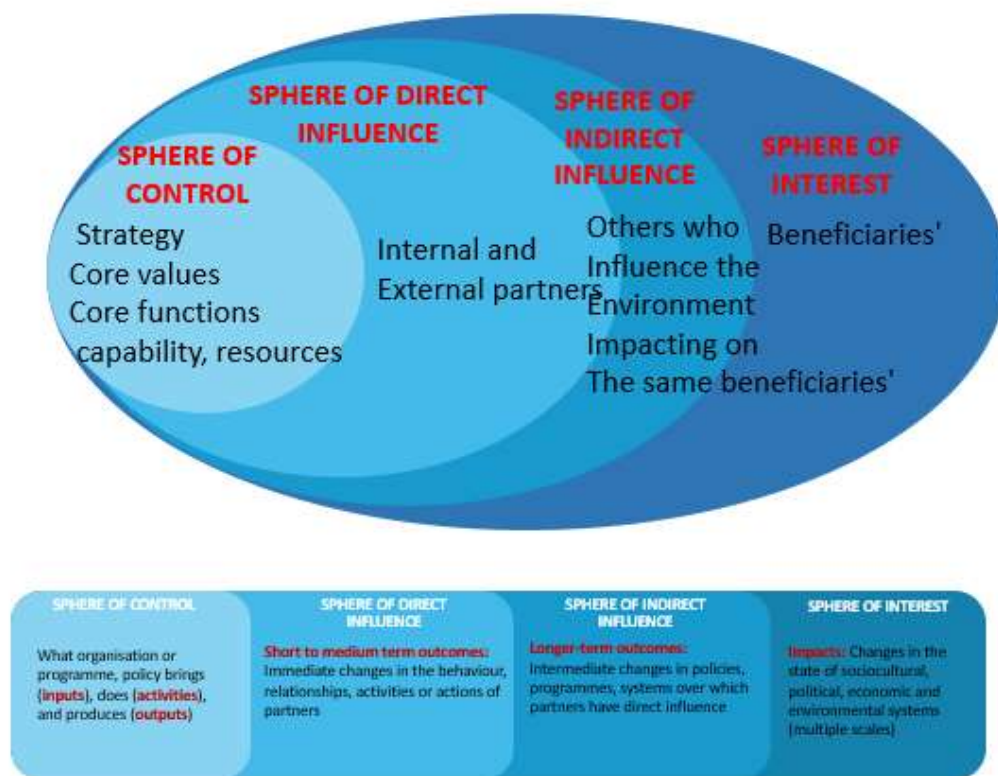 SPHERE OF DIRECT
INFLUENCE
SPHERE OF
INDIRECT
INFLUENCE
SPHERE OF
INTEREST
SPHERE OF
CONTROL
Strategy
Core values
Core functions
capability, resources
Internal and
External partners
Others who
Influence the
Environment
Impacting on
The same beneficiaries'
Beneficiaries'
SPHERE OF CONTROL
What organisation or
programme, policy brings
(inputs), does (activities),
and produces (outputs)
SPHERE OF DIRECT
INFLUENCE
Short to medium term outcomes:
Immediate changes in the behaviour,
relationships, activities or actions of
partners
SPHERE OF INDIRECT
INFLUENCE
Longer-term outcomes:
Intermediate changes in policies,
programmes, systems over which
partners have direct influence
SPHERE OF INTEREST
Impacts: Changes in the
state of sociocultural,
political, economic and
environmental systems
(multiple scales)